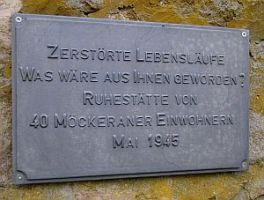 Zerstörte Lebensläufe
Was wäre aus Ihnen geworden?
Ruhestätte von
40 Möckeraner Einwohnern
Mai 1945